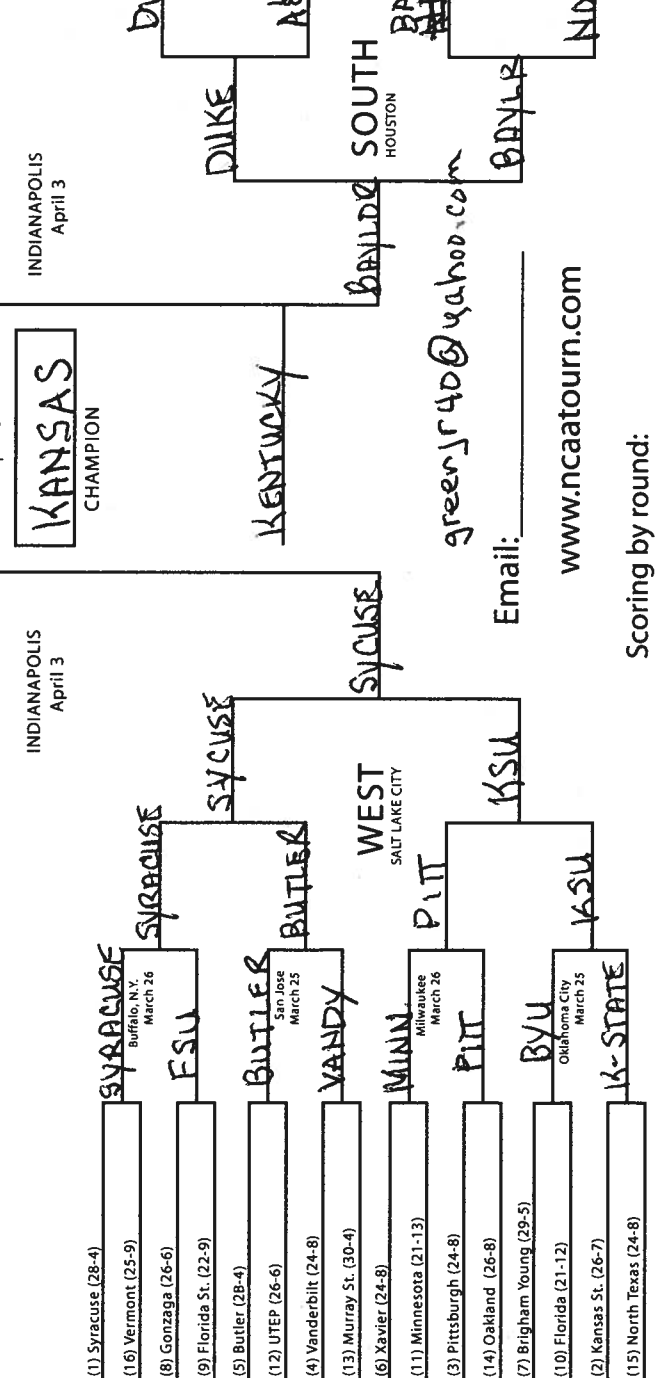 (1) Syracuse (28-4)
(16) Vermont (25-9)
(8) Gonzaga (26-6)
(9) Florida St. (22-9)
(5) Butler (2B-4)
(12) UTEP (26-6)
(4) Vanderbilt (24-8)
(13) Murray St. (30-4)
(6) Xavier (24-8)
(11) Minnesota (21-13)
(3) Pittsburgh (24-8)
(14) Oakland (26-8)
(7) Brigham Young (29-5)
(10) Florida (21-12)
(2) Kansas St. (26-7)
(15) North Texas (24-8)
SYRACUSE
Buffalo, N.Y.
March 26
FSU
BUTLER
San Jose
March 25
VANDY
MINN
Milwaukee
March 26
PITT
BYU
Oklahoma City
March 25
K-STATE
SYRACUSE
BUTLER
PITT
KSU
SYCUSE
WEST
SALT LAKE CITY
KSU
SYCUSE
INDIANAPOLIS
April 3
KANSAS
CHAMPION
KENTUCKY
greenjr40@yahoo.com
Email:
www.ncaatourn.com
Scoring by round:
INDIANAPOLIS
April 3
BAYLOR
DUKE
SOUTH
HOUSTON
BAYLR